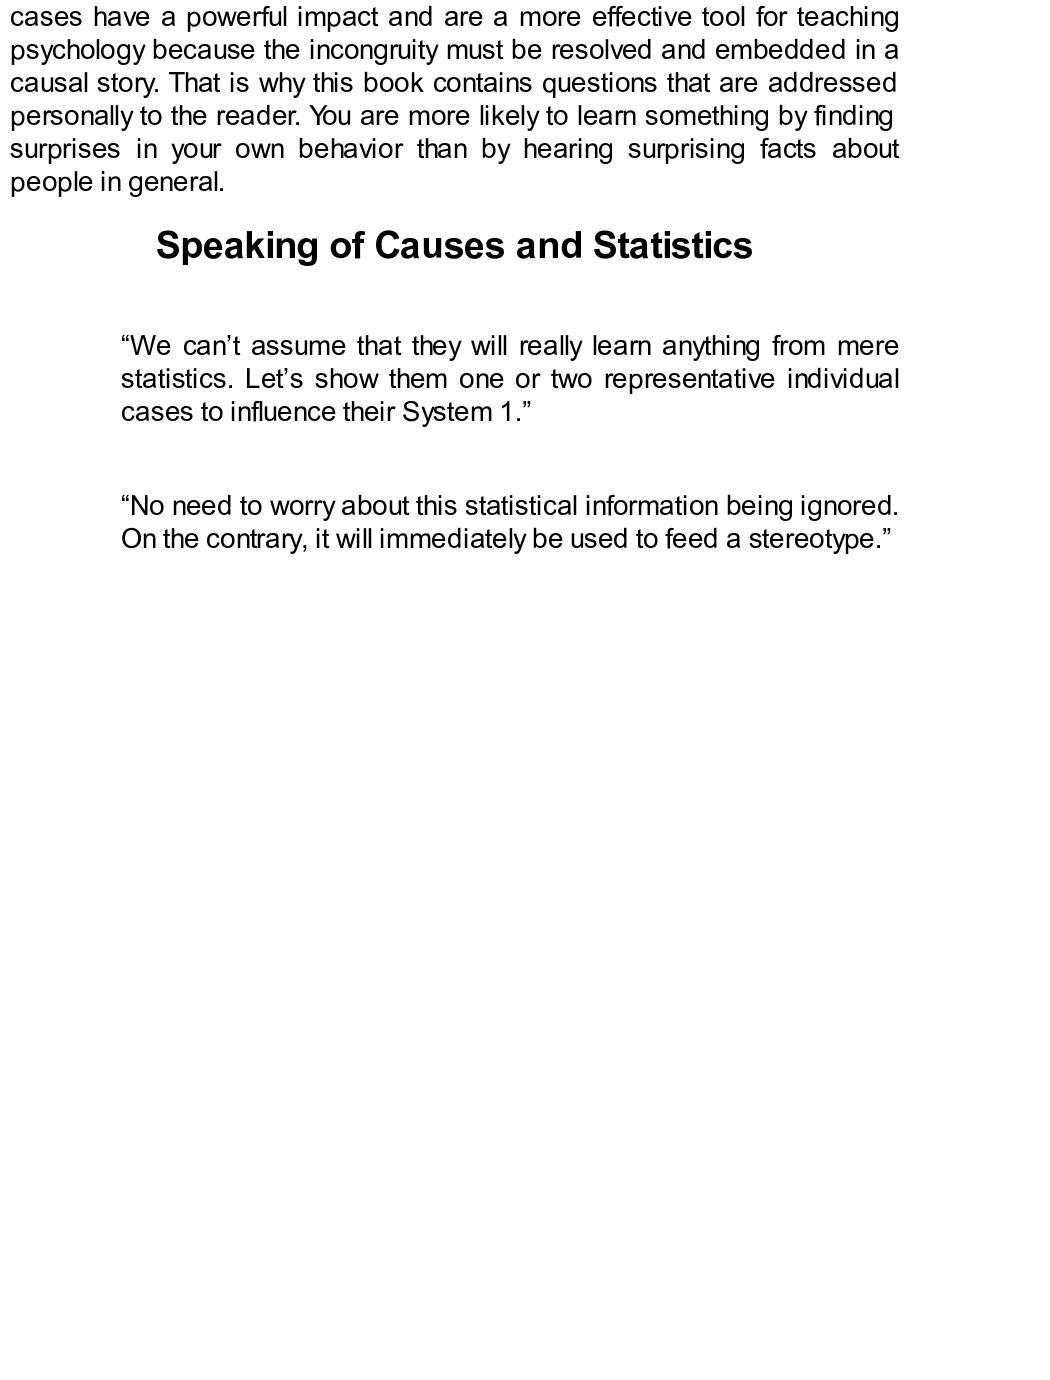 cases have a powerful impact and are a more effective tool for teaching
psychology because the incongruity must be resolved and embedded in a
causal story. That is why this book contains questions that are addressed
personally to the reader. You are more likely to learn something by finding
surprises in your own behavior than by hearing surprising facts about
people in general.
Speaking of Causes and Statistics
“We can’t assume that they will really learn anything from mere
statistics. Let’s show them one or two representative individual
cases to influence their System 1.”
“No need to worry about this statistical information being ignored.
On the contrary, it will immediately be used to feed a stereotype.”